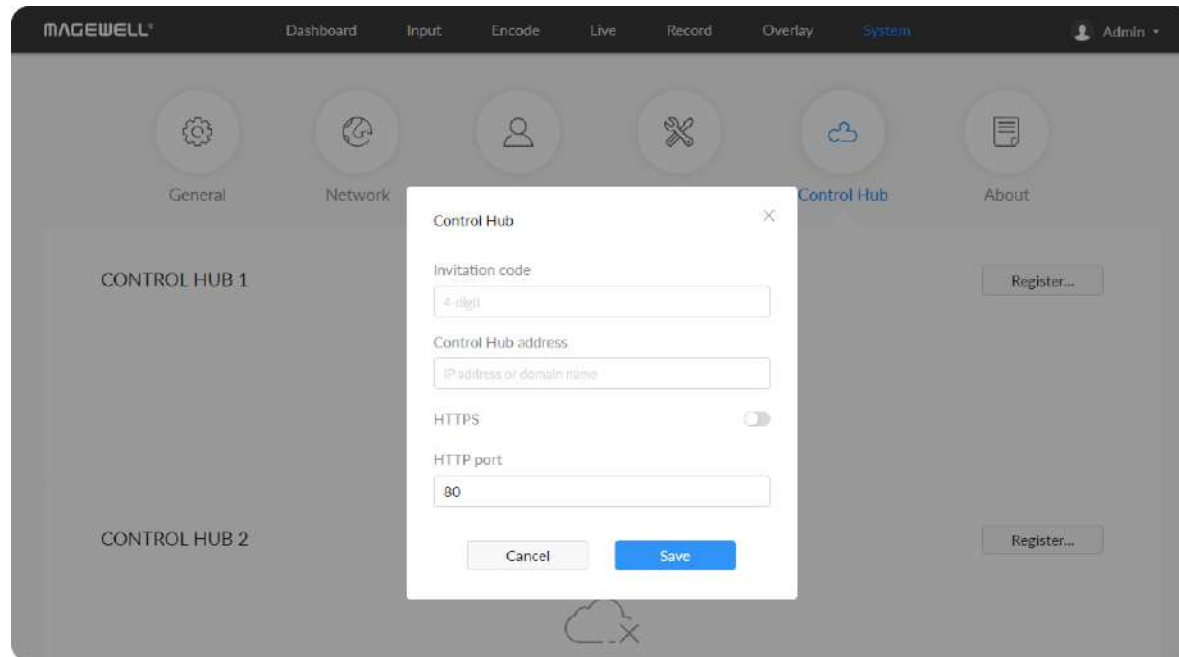 MAGEWELL®
Dashboard Input Encode Live Record Overlay System Admin
General Network Control Hub About
Control Hub
CONTROL HUB 1 Register...
Invitation code
4-digit
Control Hub address
IP address or domain name
HTTPS
HTTP port
80
CONTROL HUB 2 Register...
Cancel Save